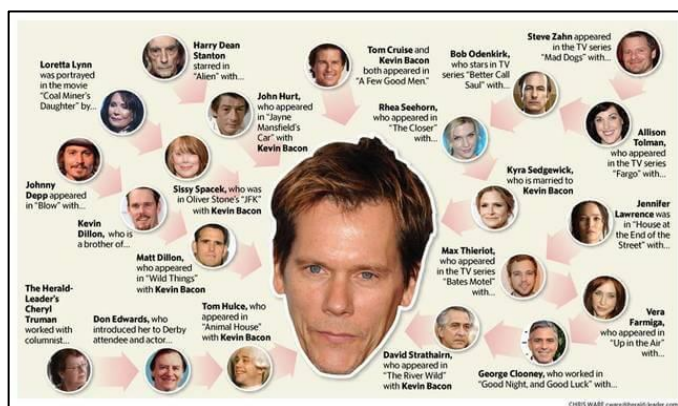 Loretta Lynn
was portrayed
in the movie
“Coal Miner’s
Daughter” by...
Harry Dean
Stanton
starred in
“Alien” with...
John Hurt,
who appeared
in “Jayne
Mansfield’s
Car” with
Kevin Bacon
Tom Cruise and
Kevin Bacon
both appeared in
“A Few Good Men.”
Bob Odenkirk,
who stars in TV
series “Better Call
Saul” with...
Steve Zahn appeared
in the TV series
“Mad Dogs” with...
Rhea Seehorn,
who appeared in
“The Closer”
with...
Allison
Tolman,
who appeared
in the TV series
“Fargo” with...
Johnny
Depp appeared
in “Blow” with...
Sissy Spacek, who was
in Oliver Stone’s “JFK”
with Kevin Bacon
Kyra Sedgewick,
who is married to
Kevin Bacon
Jennifer
Lawrence was
in “House at
the End of the
Street” with...
Kevin
Dillon, who is
a brother of...
Matt Dillon,
who appeared
in “Wild Things”
with Kevin Bacon
Max Thieriot,
who appeared
in the TV series
“Bates Motel”
with...
The Herald-
Leader’s
Cheryl
Truman
worked with
columnist...
Don Edwards, who
introduced her to Derby
attendee and actor...
Tom Hulce, who
appeared in
“Animal House” with
Kevin Bacon
David Strathairn,
who appeared in
“The River Wild” with
Kevin Bacon
George Clooney, who worked in
“Good Night, and Good Luck” with...
Vera
Farmiga,
who appeared in
“Up in the Air”
with...
CHRIS WARE